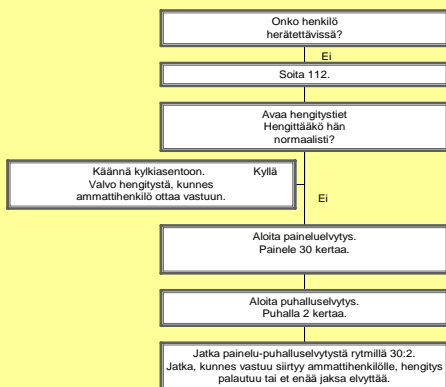 Onko henkilö
herätettävissä?
Ei
Soita 112.
Avaa hengitystiet
Hengittääkö hän
normaalisti?
Käännä kylkiasentoon. Kyllä
Valvo hengitystä, kunnes
ammattihenkilö ottaa vastuun.
Ei
Aloita paineluelvytys.
Painele 30 kertaa.
Aloita puhalluselvytys.
Puhalla 2 kertaa.
Jatka painelu-puhalluselvytystä rytmillä 30:2.
Jatka, kunnes vastuu siirtyy ammattihenkilölle, hengitys
palautuu tai et enää jaksa elvyttää.